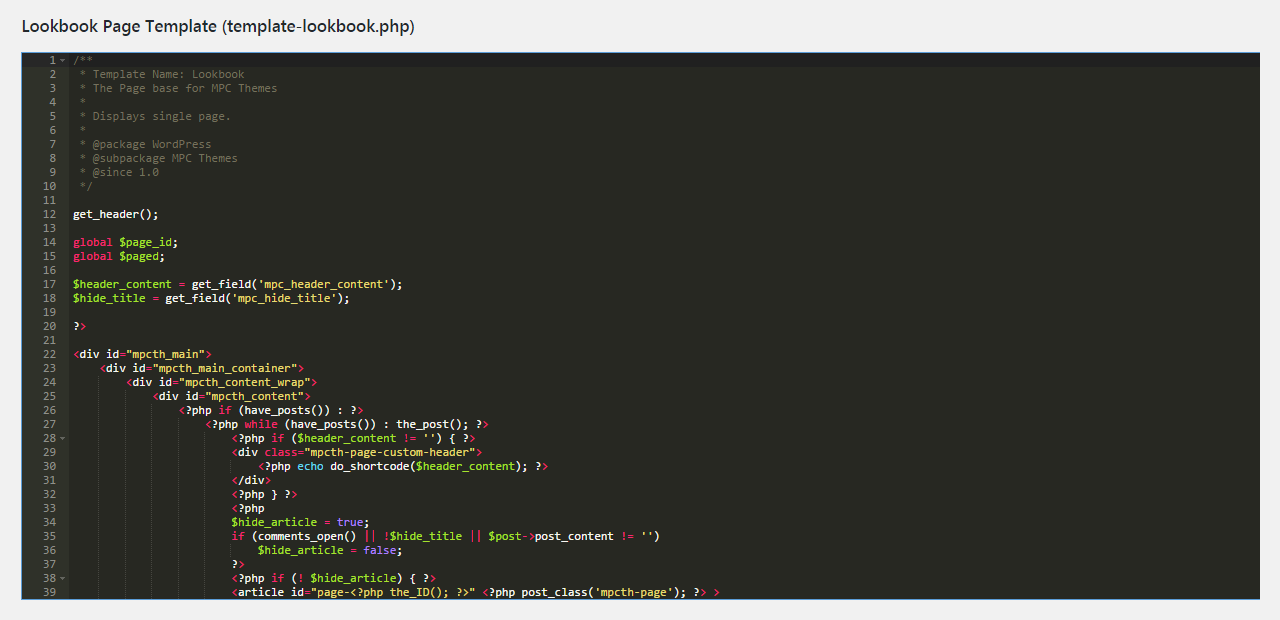 Lookbook Page Template (template-lookbook.php)
1 /**
2  * Template Name: Lookbook
3  * The Page base for MPC Themes
4  *
5  * Displays single page.
6  *
7  * @package WordPress
8  * @subpackage MPC Themes
9  * @since 1.0
10  */
11
12 get_header();
13
14 global $page_id;
15 global $paged;
16
17 $header_content = get_field('mpc_header_content');
18 $hide_title = get_field('mpc_hide_title');
19
20 ?>
21
22 <div id="mpcth_main">
23     <div id="mpcth_main_container">
24         <div id="mpcth_content_wrap">
25             <div id="mpcth_content">
26                 <?php if (have_posts()) : ?>
27                     <?php while (have_posts()) : the_post(); ?>
28                         <?php if ($header_content != '') { ?>
29                         <div class="mpcth-page-custom-header">
30                             <?php echo do_shortcode($header_content); ?>
31                         </div>
32                         <?php } ?>
33                         <?php
34                         $hide_article = true;
35                         if (comments_open() || !$hide_title || $post->post_content != '')
36                             $hide_article = false;
37                         ?>
38                         <?php if (! $hide_article) { ?>
39                         <article id="page-<?php the_ID(); ?>" <?php post_class('mpcth-page'); ?> >